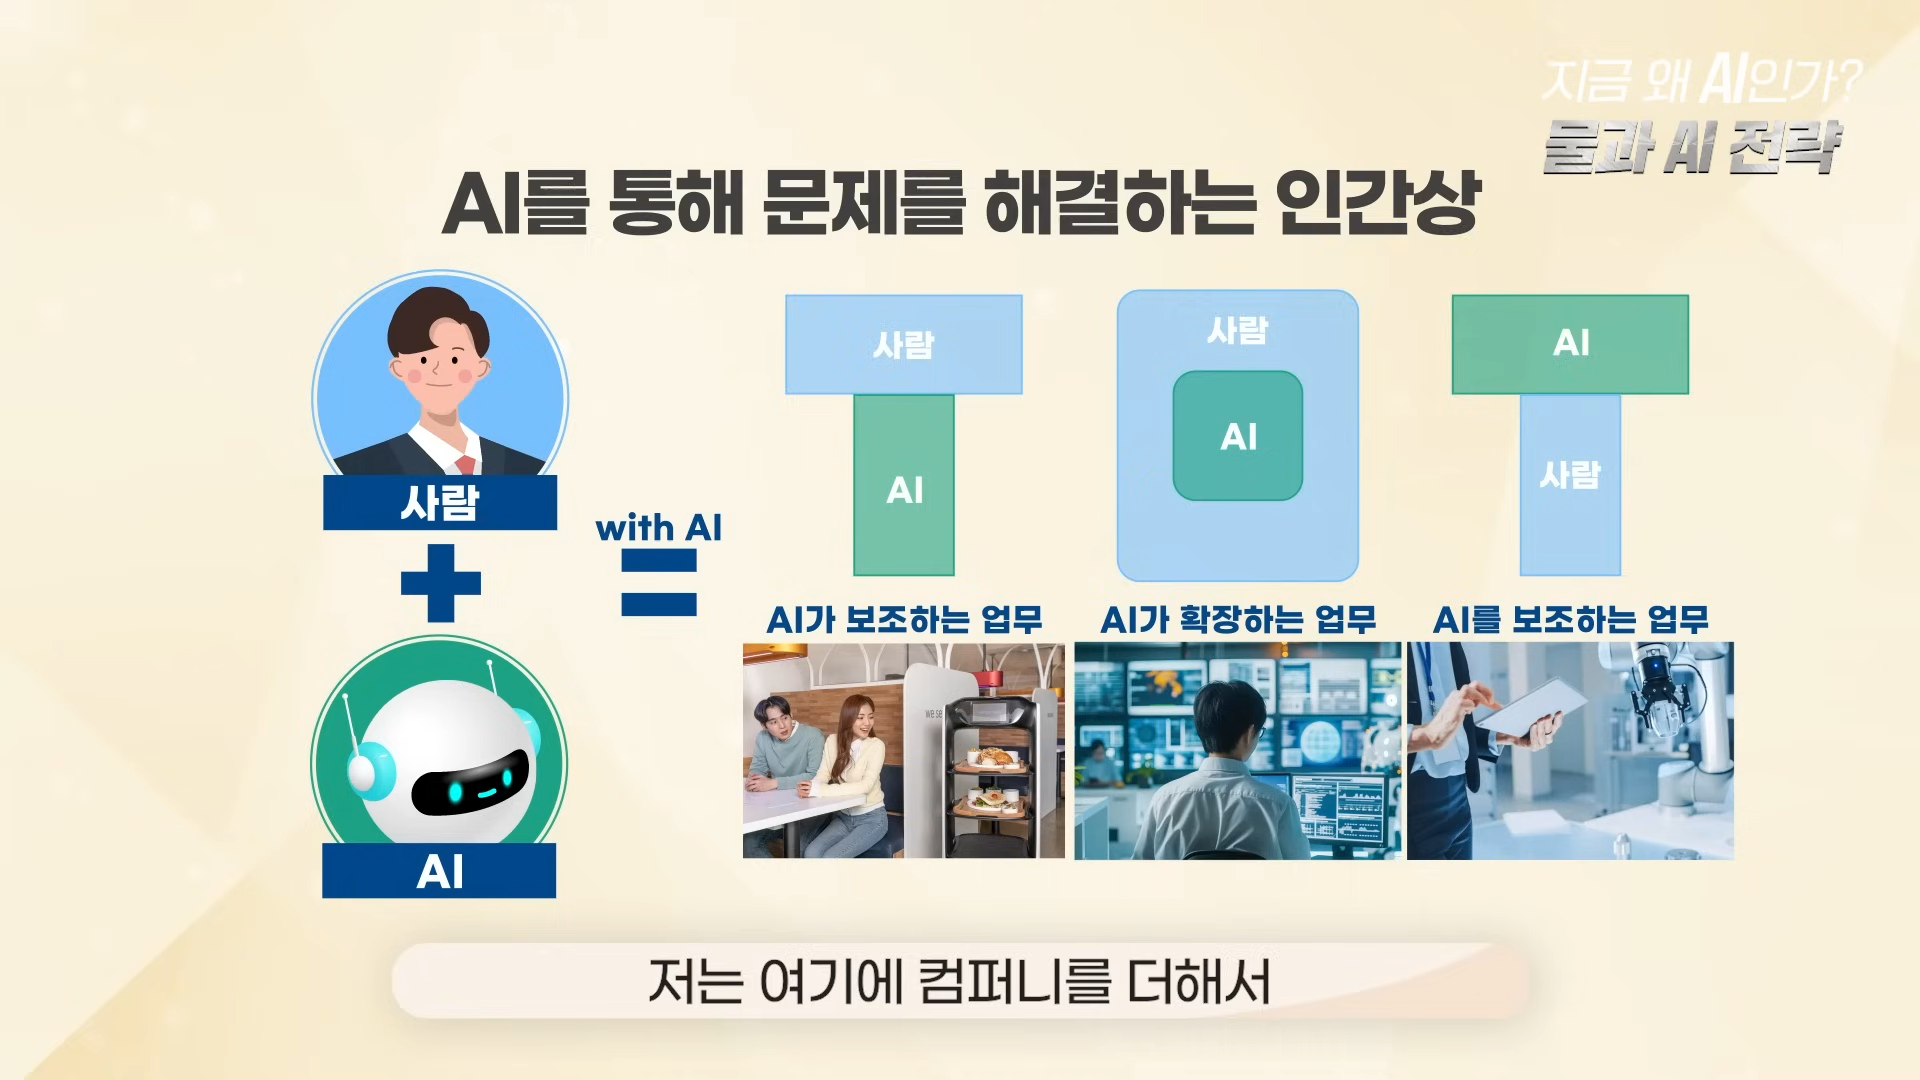 지금 왜 AI인가?
물과 AI 전략
AI를 통해 문제를 해결하는 인간상
사람
with AI
AI
사람
AI
AI가 보조하는 업무
사람
AI
AI가 확장하는 업무
AI
사람
AI를 보조하는 업무
저는 여기에 컴퍼니를 더해서